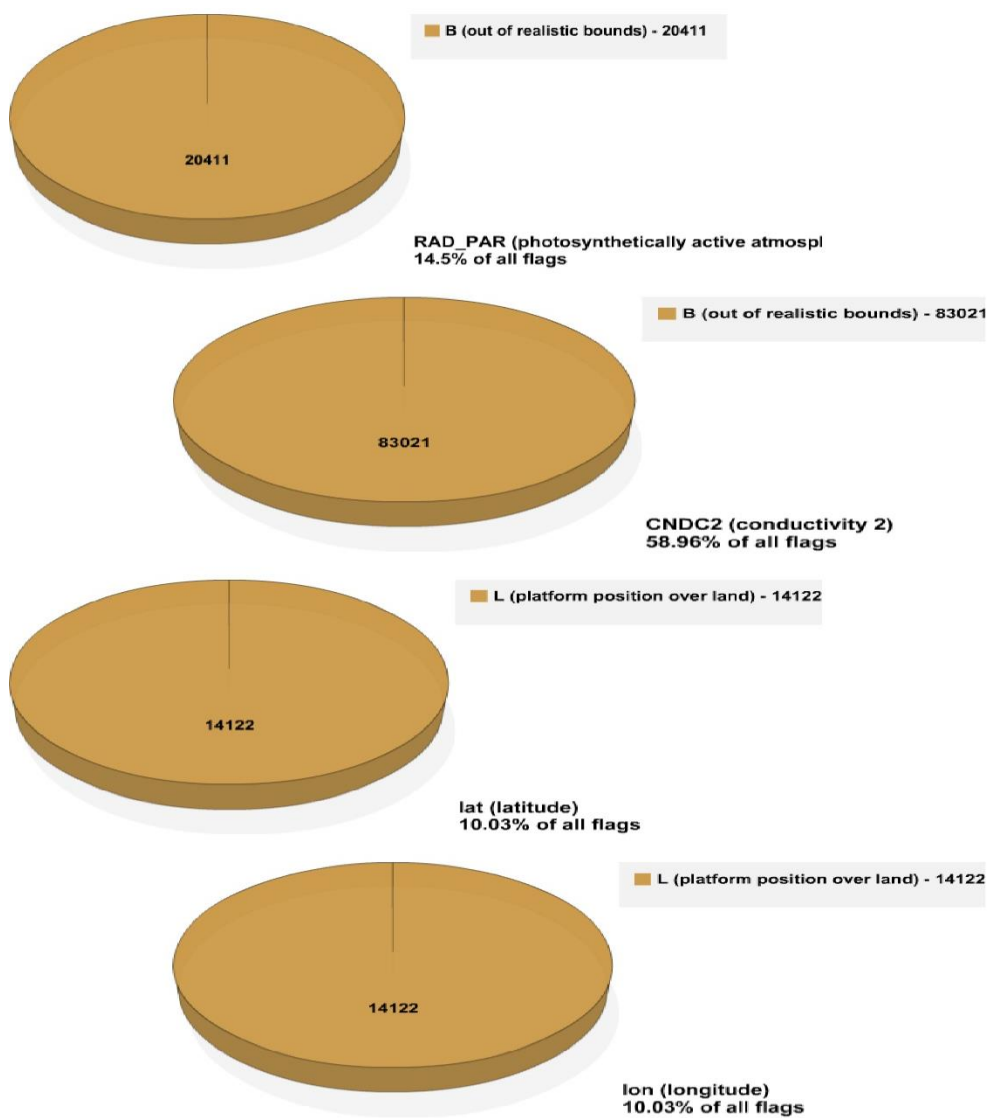 B (out of realistic bounds) - 20411
20411
RAD_PAR (photosynthetically active atmospl
14.5% of all flags
B (out of realistic bounds) - 83021
83021
CNDC2 (conductivity 2)
58.96% of all flags
L (platform position over land) - 14122
14122
lat (latitude)
10.03% of all flags
L (platform position over land) - 14122
14122
lon (longitude)
10.03% of all flags